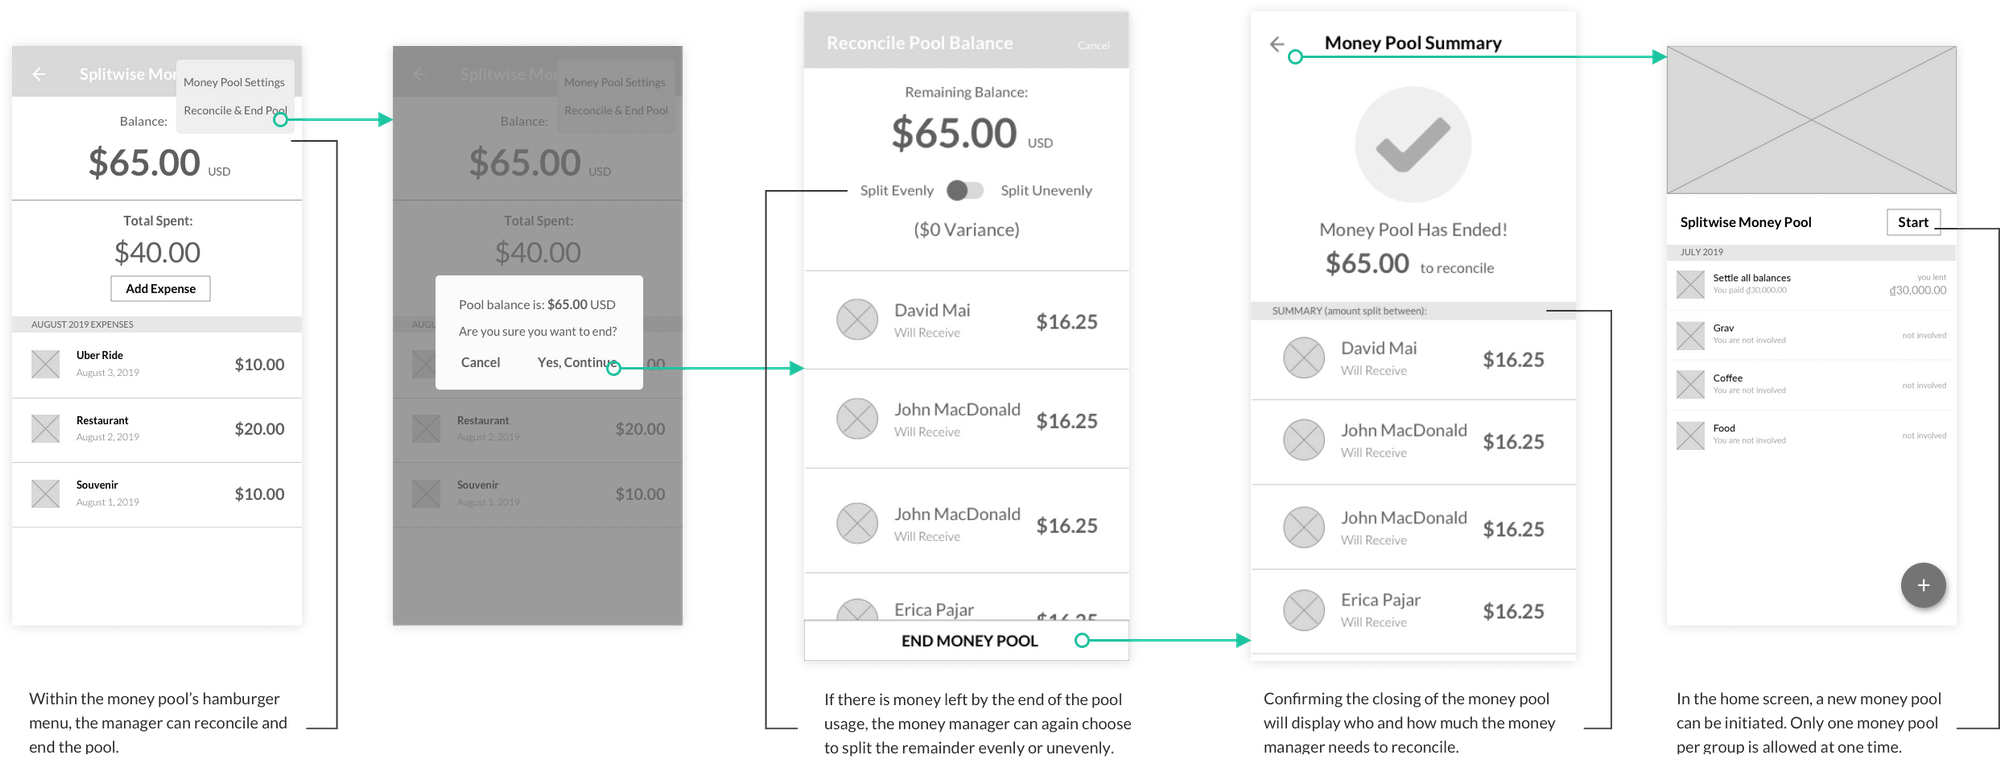 Splitwise Mon
Money Pool Settings
Reconcile & End Pool
Balance:
$65.00 USD
Total Spent:
$40.00
Add Expense
AUGUST 2019 EXPENSES
Uber Ride
August 3, 2019
$10.00
Restaurant
August 2, 2019
$20.00
Souvenir
August 1, 2019
$10.00
Within the money pool's hamburger
menu, the manager can reconcile and
end the pool.
Splitwise Mon
Money Pool Settings
Reconcile & End Pool
Balance:
$65.00 USD
Total Spent:
$40.00
Pool balance is: $65.00 USD
Are you sure you want to end?
Cancel Yes, Continue
AUGU
.00
Restaurant
August 2, 2019
$20.00
Souvenir
August 1, 2019
$10.00
Reconcile Pool Balance Cancel
Remaining Balance:
$65.00 USD
Split Evenly Split Unevenly
($0 Variance)
David Mai
Will Receive
$16.25
John MacDonald
Will Receive
$16.25
John MacDonald
Will Receive
$16.25
Erica Pajar
$16.25
END MONEY POOL
If there is money left by the end of the pool
usage, the money manager can again choose
to split the remainder evenly or unevenly.
Money Pool Summary
Money Pool Has Ended!
$65.00 to reconcile
SUMMARY (amount split between):
David Mai
Will Receive
$16.25
John MacDonald
Will Receive
$16.25
John MacDonald
Will Receive
$16.25
Erica Pajar
Will Receive
$16.25
Confirming the closing of the money pool
will display who and how much the money
manager needs to reconcile.
Splitwise Money Pool Start
JULY 2019
Settle all balances
You paid ₫30,000.00
you lent
₫30,000.00
Grav
You are not involved
not involved
Coffee
You are not involved
not involved
Food
You are not involved
not involved
+
In the home screen, a new money pool
can be initiated. Only one money pool
per group is allowed at one time.